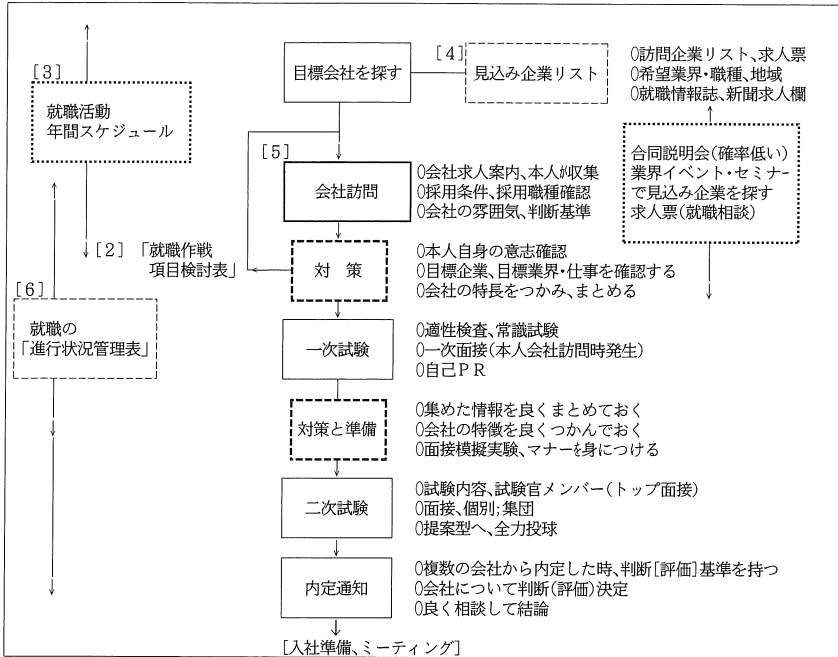 [3]
就職活動
年間スケジュール
[2] 「就職作戦
項目検討表」
[6]
就職の
「進行状況管理表」
目標会社を探す
[4]
見込み企業リスト
0訪問企業リスト、求人票
0希望業界・職種、地域
0就職情報誌、新聞求人欄
合同説明会(確率低い)
業界イベント・セミナー
で見込み企業を探す
求人票(就職相談)
[5]
会社訪問
0会社求人案内、本人が収集
0採用条件、採用職種確認
0会社の雰囲気、判断基準
対　策
0本人自身の意志確認
0目標企業、目標業界・仕事を確認する
0会社の特長をつかみ、まとめる
一次試験
0適性検査、常識試験
0一次面接(本人会社訪問時発生)
0自己ＰＲ
対策と準備
0集めた情報を良くまとめておく
0会社の特徴を良くつかんでおく
0面接模擬実験、マナーを身につける
二次試験
0試験内容、試験官メンバー(トップ面接)
0面接、個別;集団
0提案型へ、全力投球
内定通知
0複数の会社から内定した時、判断[評価]基準を持つ
0会社について判断(評価)決定
0良く相談して結論
[入社準備、ミーティング]